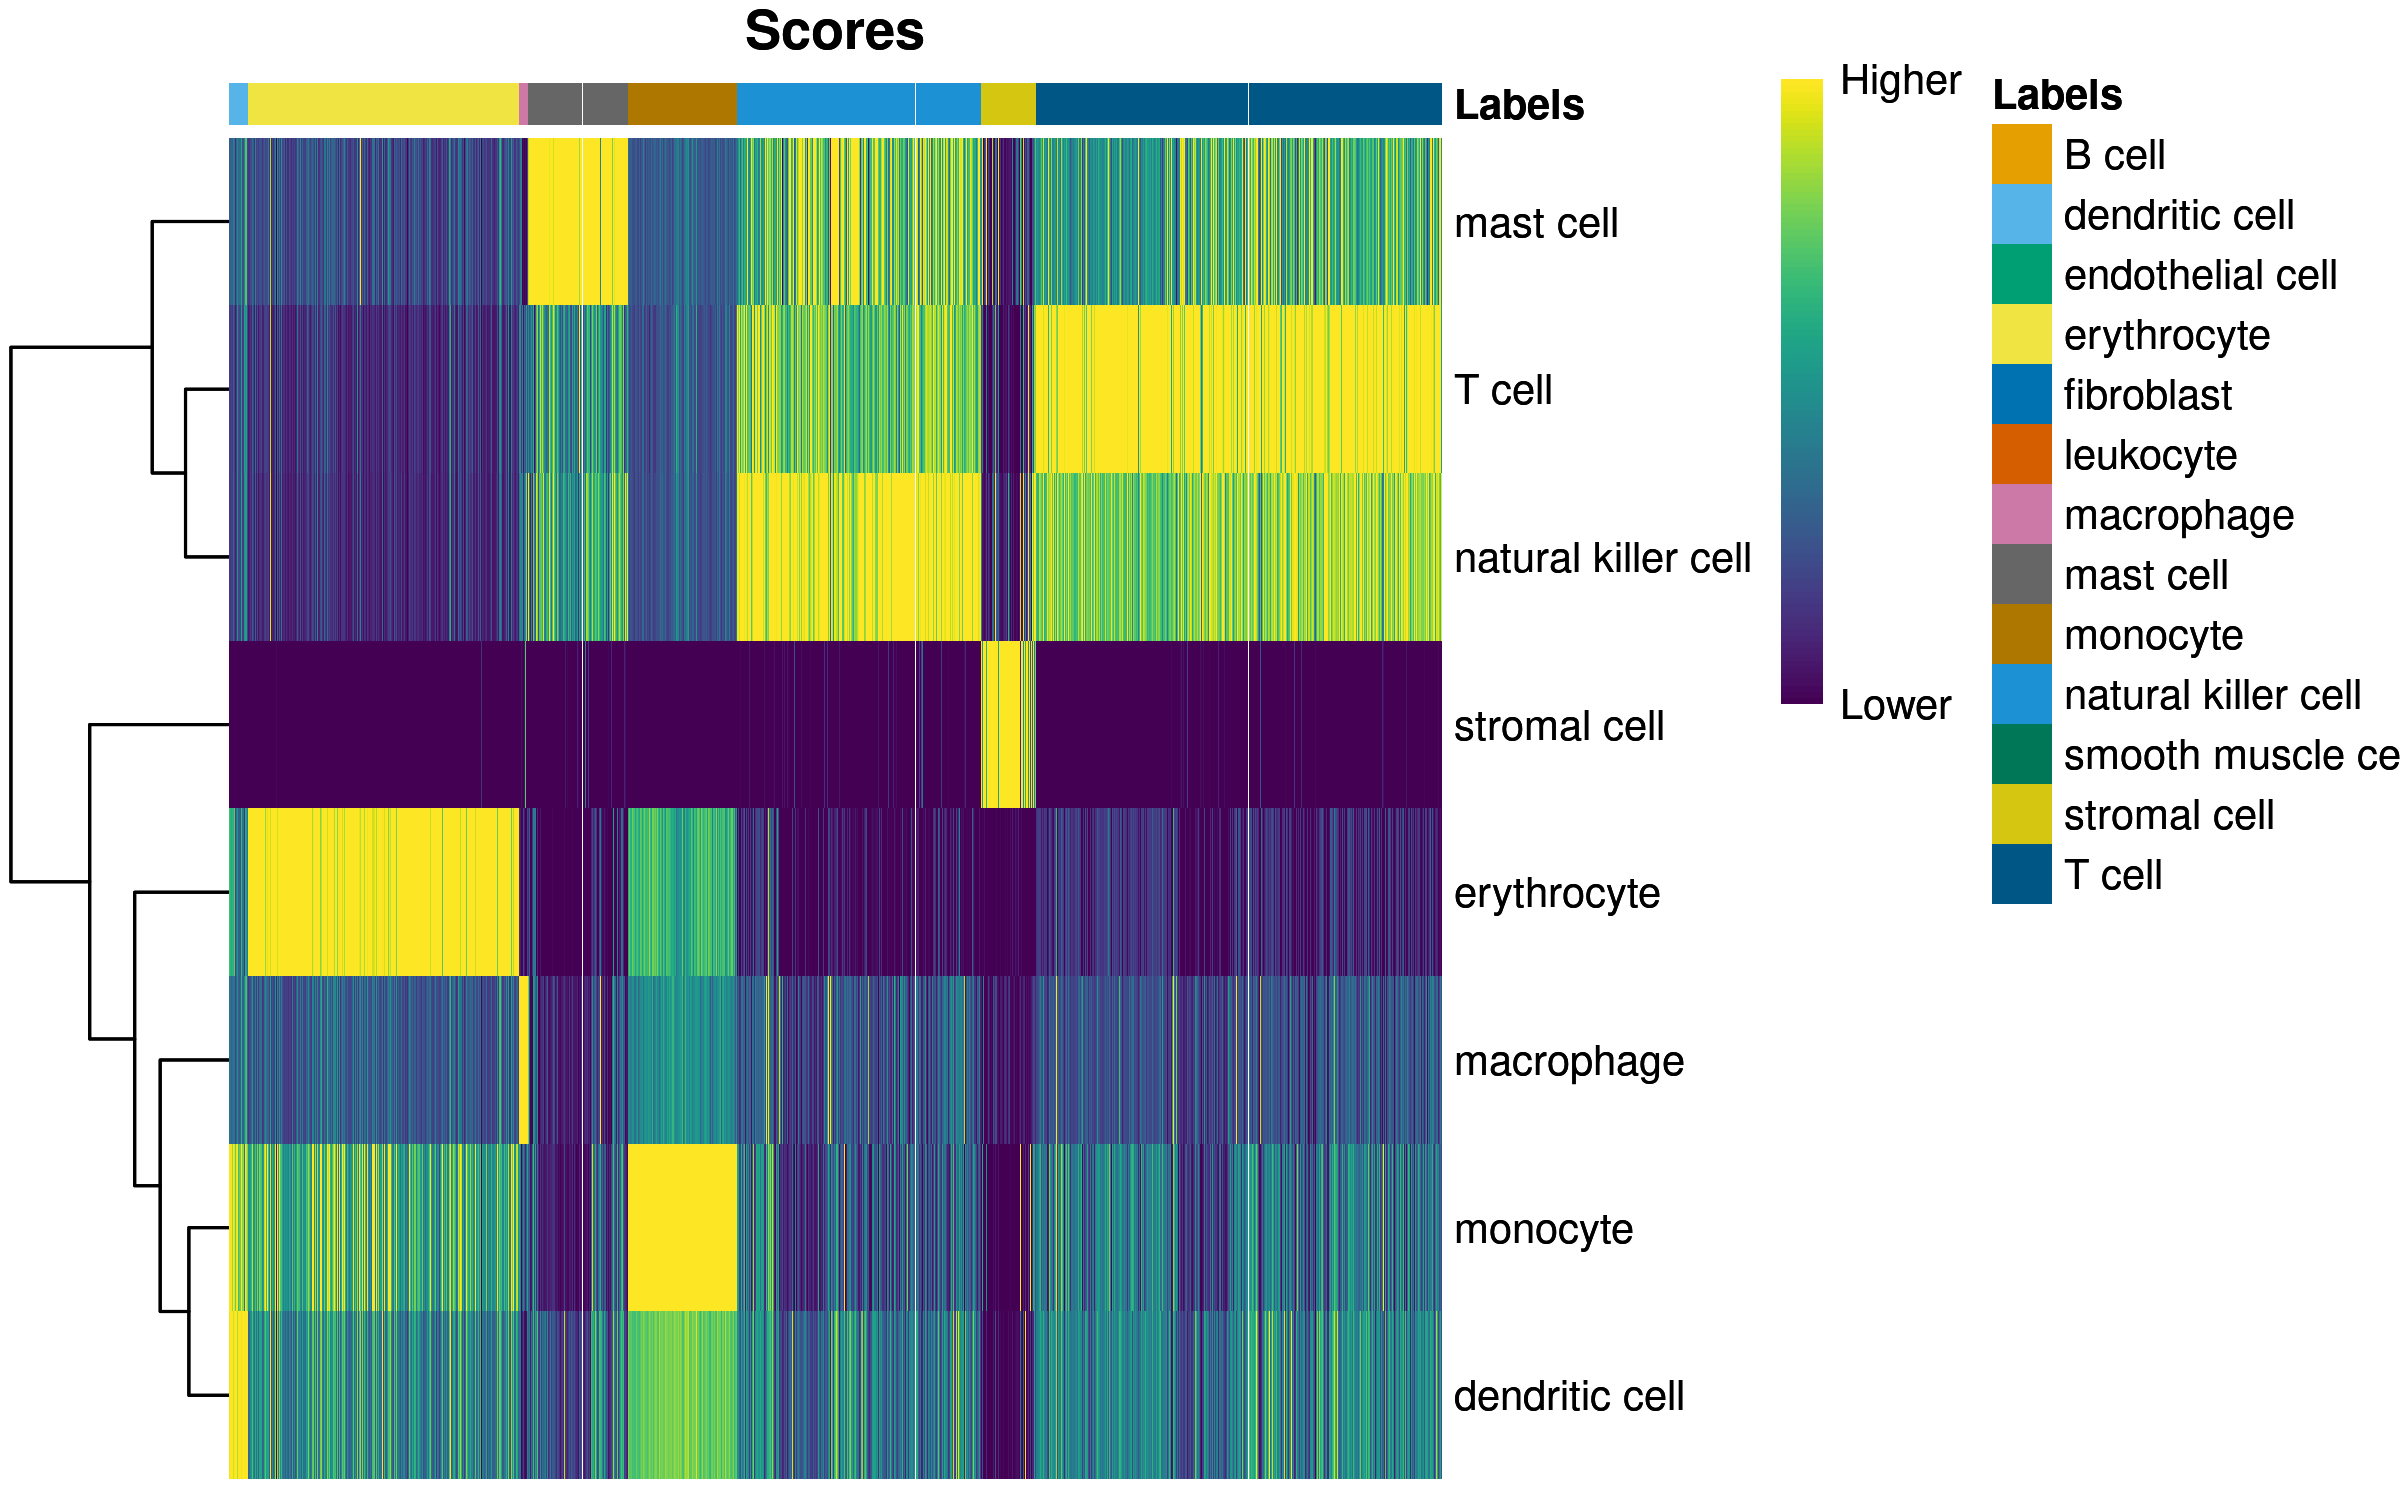 Scores
Labels
mast cell
T cell
natural killer cell
stromal cell
erythrocyte
macrophage
monocyte
dendritic cell
Higher
Lower
Labels
B cell
dendritic cell
endothelial cell
erythrocyte
fibroblast
leukocyte
macrophage
mast cell
monocyte
natural killer cell
smooth muscle ce
stromal cell
T cell